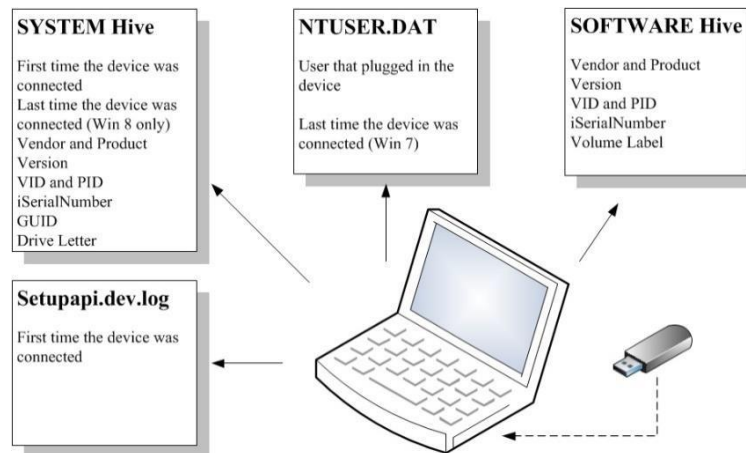 SYSTEM Hive
First time the device was
connected
Last time the device was
connected (Win 8 only)
Vendor and Product
Version
VID and PID
iSerialNumber
GUID
Drive Letter
NTUSER.DAT
User that plugged in the
device
Last time the device was
connected (Win 7)
SOFTWARE Hive
Vendor and Product
Version
VID and PID
iSerialNumber
Volume Label
Setupapi.dev.log
First time the device was
connected